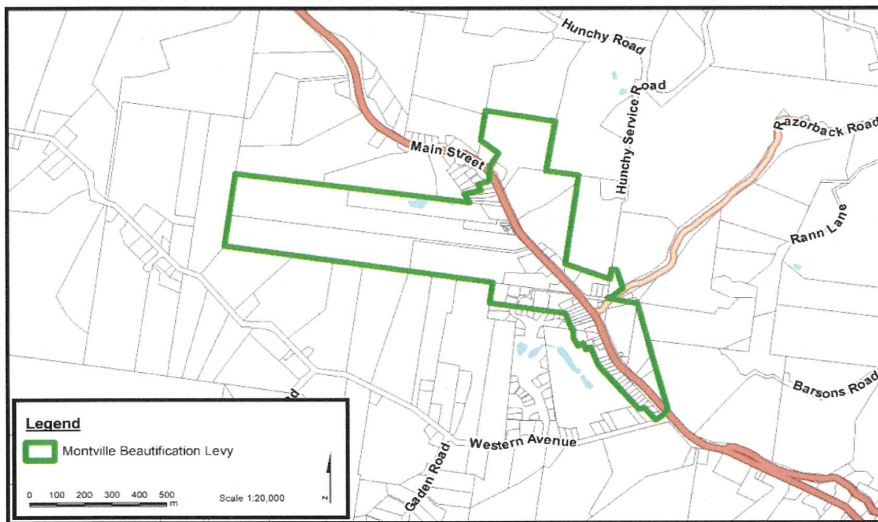 Hunchy Road
Hunchy Service Road
Razorback Road
Main Street
Rann Lane
Barsons Road
Western Avenue
Gaden Road
Legend
Montville Beautification Levy
0 100 200 300 400 500
m
Scale 1:20,000
N